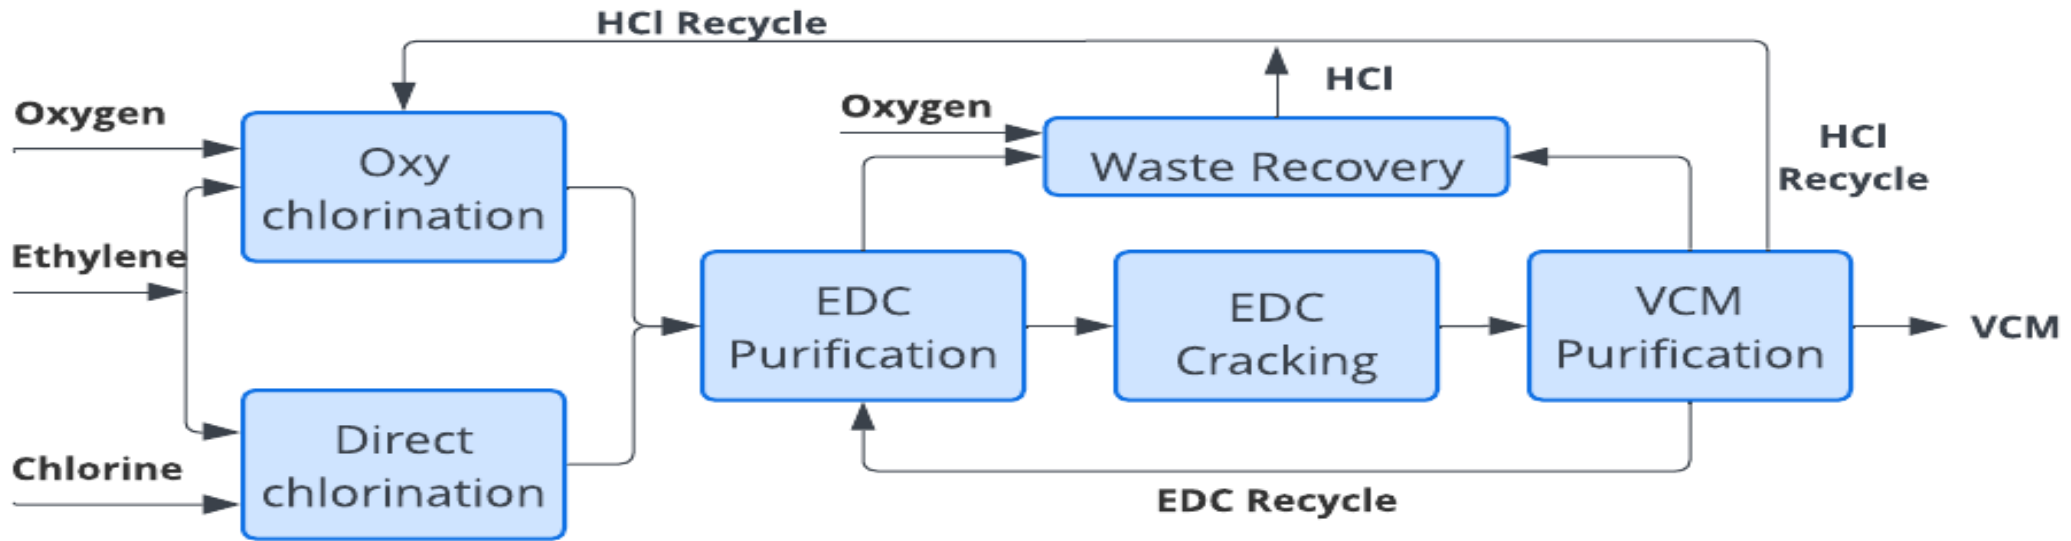 HCl Recycle
Oxygen
Oxy
chlorination
Ethylene
Chlorine
Direct
chlorination
Oxygen
HCl
Waste Recovery
HCl
Recycle
EDC
Purification
EDC
Cracking
VCM
Purification
VCM
EDC Recycle